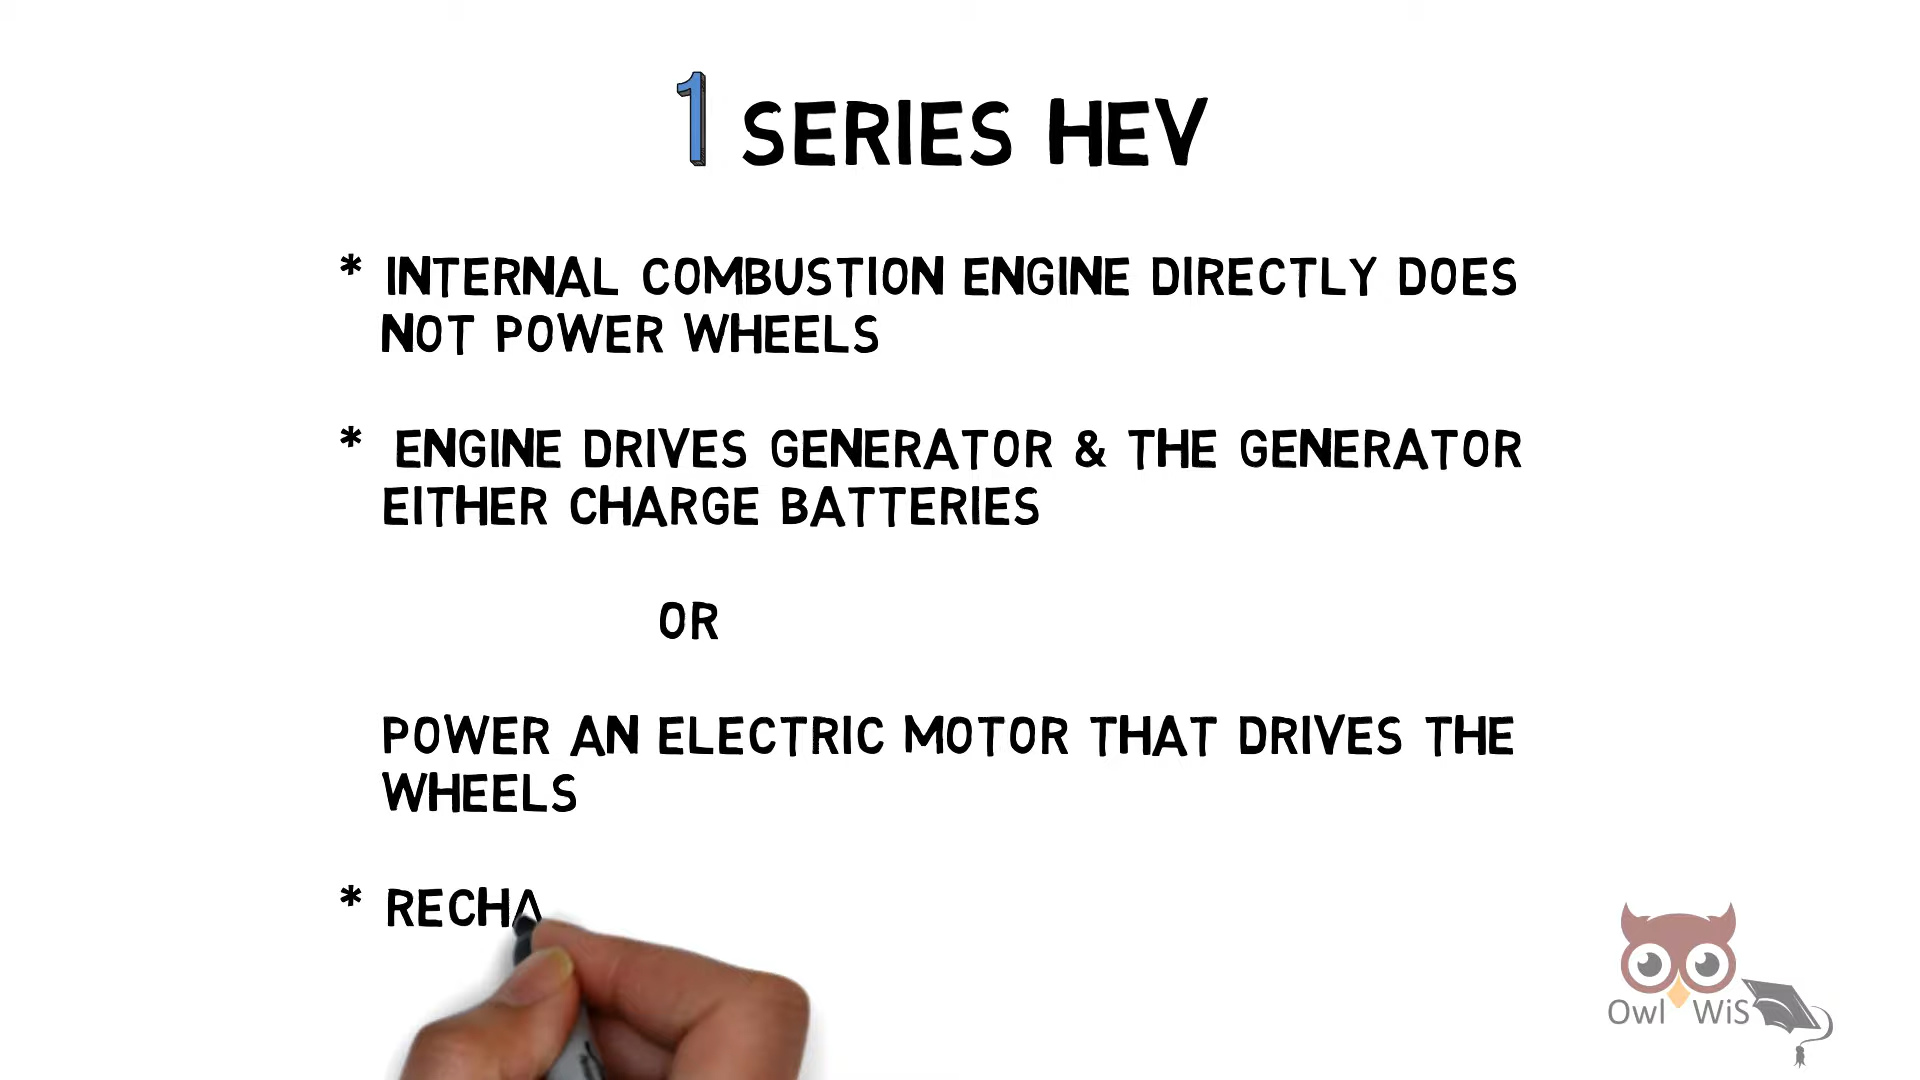 1 SERIES HEV
* INTERNAL COMBUSTION ENGINE DIRECTLY DOES
NOT POWER WHEELS
* ENGINE DRIVES GENERATOR & THE GENERATOR
EITHER CHARGE BATTERIES
OR
POWER AN ELECTRIC MOTOR THAT DRIVES THE
WHEELS
* RECHA
Owl WiS